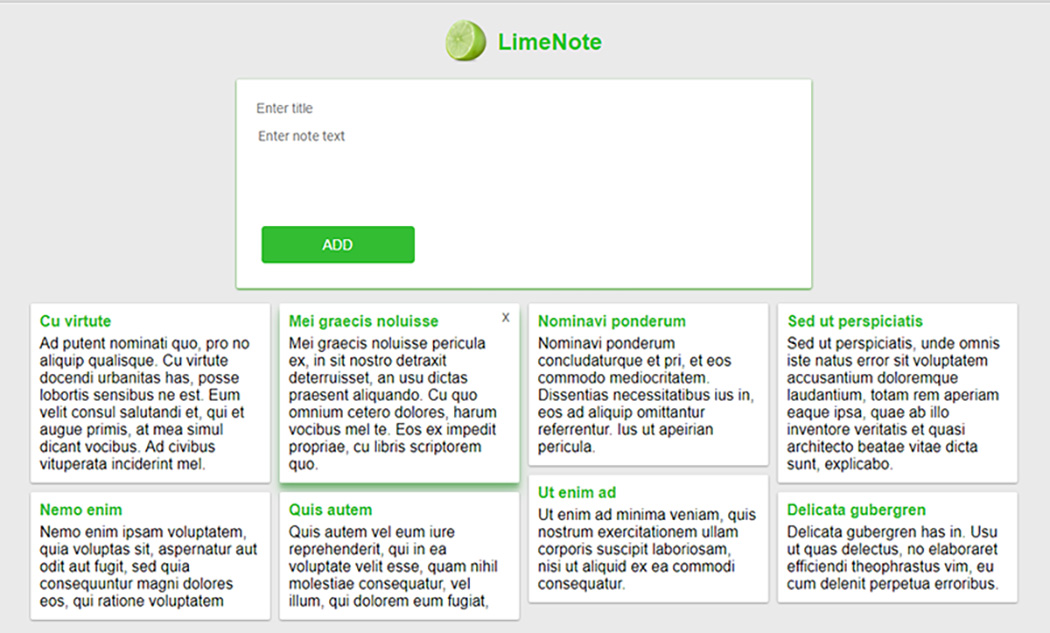 LimeNote
Enter title
Enter note text
ADD
Cu virtute
Ad putent nominati quo, pro no
aliquip qualisque. Cu virtute
docendi urbanitas has, posse
lobortis sensibus ne est. Eum
velit consul salutandi et, qui et
augue primis, at mea simul
dicant vocibus. Ad civibus
vituperata inciderint mel.
Mei graecis noluisse
X
Mei graecis noluisse pericula
ex, in sit nostro detraxit
deterruisset, an usu dictas
praesent aliquando. Cu quo
omnium cetero dolores, harum
vocibus mel te. Eos ex impedit
propriae, cu libris scriptorem
quo.
Nominavi ponderum
Nominavi ponderum
concludaturque et pri, et eos
commodo mediocritatem.
Dissentias necessitatibus ius in,
eos ad aliquip omittantur
referrentur. Ius ut apeirian
pericula.
Sed ut perspiciatis
Sed ut perspiciatis, unde omnis
iste natus error sit voluptatem
accusantium doloremque
laudantium, totam rem aperiam
eaque ipsa, quae ab illo
inventore veritatis et quasi
architecto beatae vitae dicta
sunt, explicabo.
Nemo enim
Nemo enim ipsam voluptatem,
quia voluptas sit, aspernatur aut
odit aut fugit, sed quia
consequuntur magni dolores
eos, qui ratione voluptatem
Quis autem
Quis autem vel eum iure
reprehenderit, qui in ea
voluptate velit esse, quam nihil
molestiae consequatur, vel
illum, qui dolorem eum fugiat,
Ut enim ad
Ut enim ad minima veniam, quis
nostrum exercitationem ullam
corporis suscipit laboriosam,
nisi ut aliquid ex ea commodi
consequatur.
Delicata gubergren
Delicata gubergren has in. Usu
ut quas delectus, no elaboraret
efficiendi theophrastus vim, eu
cum delenit perpetua erroribus.